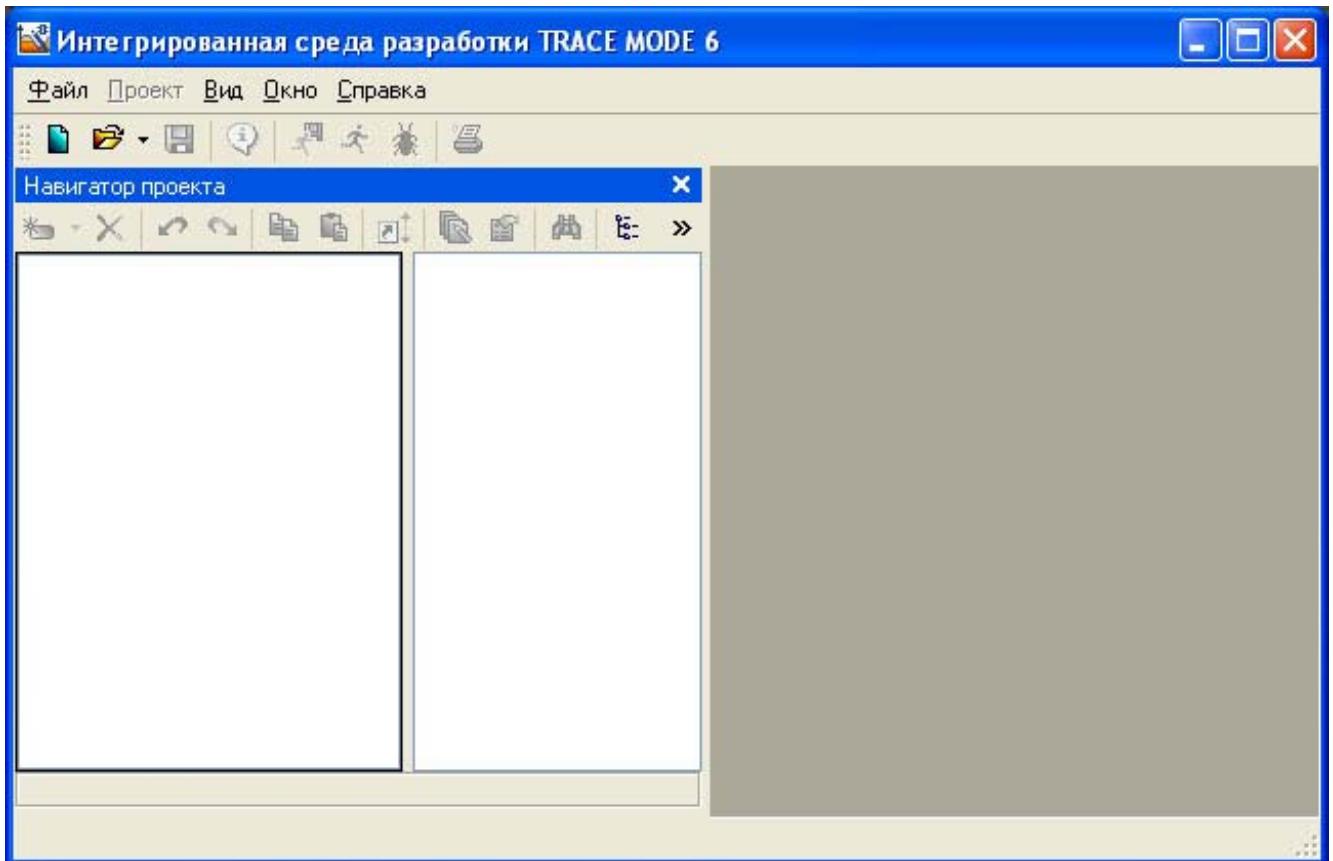 Интегрированная среда разработки TRACE MODE 6
Файл Проект Вид Окно Справка
Навигатор проекта